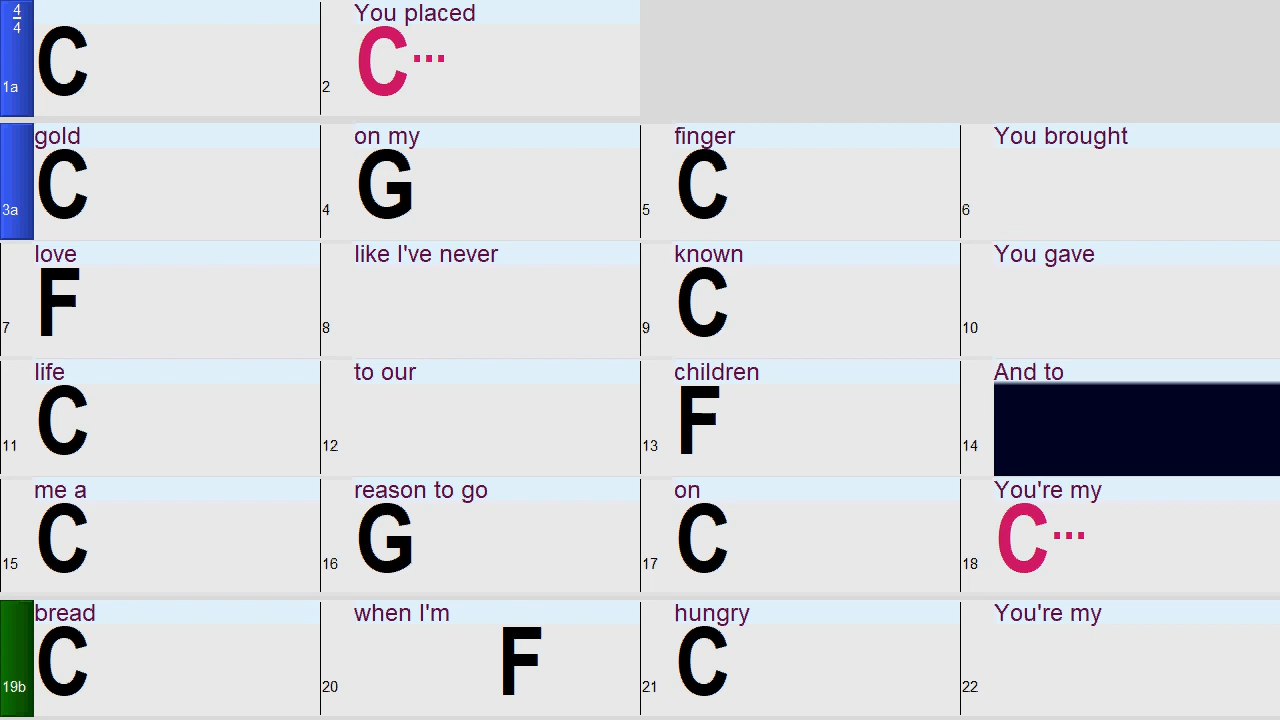 4
4
You placed
1a C 2 C...
gold on my finger You brought
3a C 4 G 5 C 6
love like I've never known You gave
7 F 8 9 C 10
life to our children And to
11 C 12 13 F 14
me a reason to go on You're my
15 C 16 G 17 C 18 C...
bread when I'm hungry You're my
19b C 20 F 21 C 22